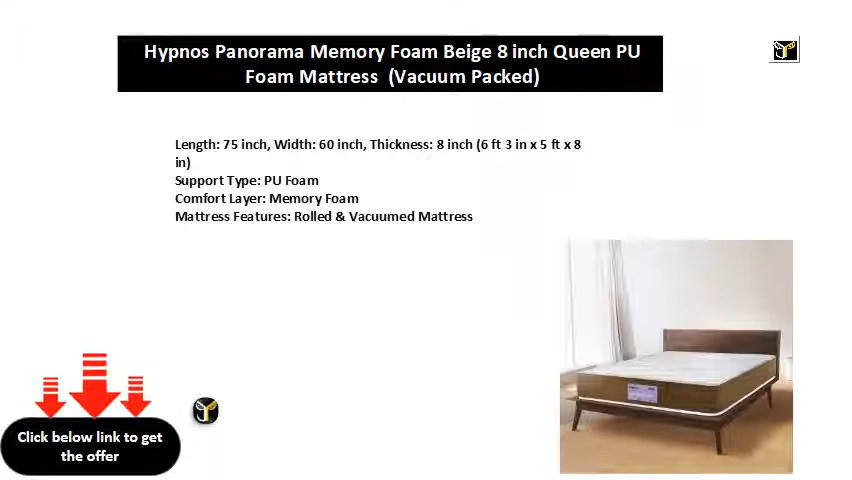 Hypnos Panorama Memory Foam Beige 8 inch Queen PU
Foam Mattress (Vacuum Packed)
Length: 75 inch, Width: 60 inch, Thickness: 8 inch (6 ft 3 in x 5 ft x 8
in)
Support Type: PU Foam
Comfort Layer: Memory Foam
Mattress Features: Rolled & Vacuumed Mattress
Click below link to get
the offer